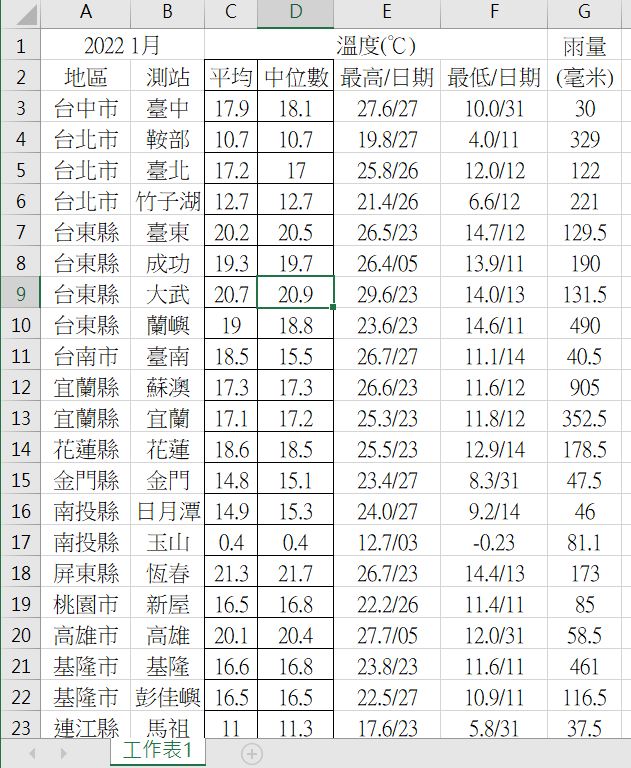 A B C D E F G
1 2022 1月 溫度(℃) 雨量
2 地區 測站 平均 中位數 最高/日期 最低/日期 (毫米)
3 台中市 臺中 17.9 18.1 27.6/27 10.0/31 30
4 台北市 鞍部 10.7 10.7 19.8/27 4.0/11 329
5 台北市 臺北 17.2 17 25.8/26 12.0/12 122
6 台北市 竹子湖 12.7 12.7 21.4/26 6.6/12 221
7 台東縣 臺東 20.2 20.5 26.5/23 14.7/12 129.5
8 台東縣 成功 19.3 19.7 26.4/05 13.9/11 190
9 台東縣 大武 20.7 20.9 29.6/23 14.0/13 131.5
10 台東縣 蘭嶼 19 18.8 23.6/23 14.6/11 490
11 台南市 臺南 18.5 15.5 26.7/27 11.1/14 40.5
12 宜蘭縣 蘇澳 17.3 17.3 26.6/23 11.6/12 905
13 宜蘭縣 宜蘭 17.1 17.2 25.3/23 11.8/12 352.5
14 花蓮縣 花蓮 18.6 18.5 25.5/23 12.9/14 178.5
15 金門縣 金門 14.8 15.1 23.4/27 8.3/31 47.5
16 南投縣 日月潭 14.9 15.3 24.0/27 9.2/14 46
17 南投縣 玉山 0.4 0.4 12.7/03 -0.23 81.1
18 屏東縣 恆春 21.3 21.7 26.7/23 14.4/13 173
19 桃園市 新屋 16.5 16.8 22.2/26 11.4/11 85
20 高雄市 高雄 20.1 20.4 27.7/05 12.0/31 58.5
21 基隆市 基隆 16.6 16.8 23.8/23 11.6/11 461
22 基隆市 彭佳嶼 16.5 16.5 22.5/27 10.9/11 116.5
23 連江縣 馬祖 11 11.3 17.6/23 5.8/31 37.5
工作表1